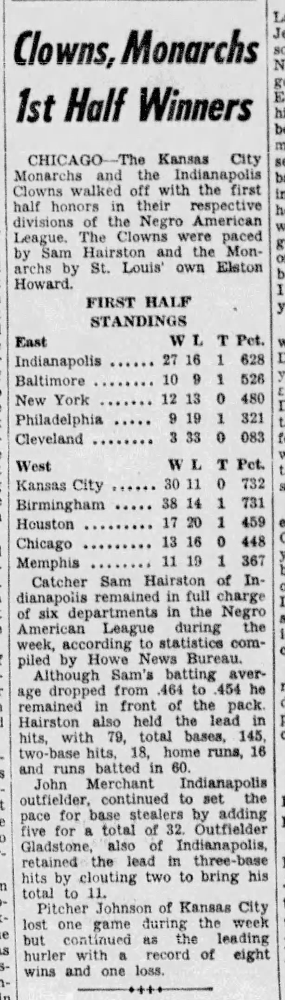 Clowns, Monarchs
1st Half Winners
CHICAGO—The Kansas City
Monarchs and the Indianapolis
Clowns walked off with the first
half honors in their respective
divisions of the Negro American
League. The Clowns were paced
by Sam Hairston and the Mon-
archs by St. Louis' own Elston
Howard.
FIRST HALF
STANDINGS
East W L T Pct.
Indianapolis ...... 27 16 1 628
Baltimore ........ 10 9 1 526
New York ....... 12 13 0 480
Philadelphia ..... 9 19 1 321
Cleveland ........ 3 33 0 083
West W L T Pct.
Kansas City ...... 30 11 0 732
Birmingham ..... 38 14 1 731
Houston ......... 17 20 1 459
Chicago ......... 13 16 0 448
Memphis ........ 11 19 1 367
Catcher Sam Hairston of In-
dianapolis remained in full charge
of six departments in the Negro
American League during the
week, according to statistics com-
piled by Howe News Bureau.
Although Sam's batting aver-
age dropped from .464 to .454 he
remained in front of the pack.
Hairston also held the lead in
hits, with 79, total bases, 145,
two-base hits, 18, home runs, 16
and runs batted in 60.
John Merchant Indianapolis
outfielder, continued to set the
pace for base stealers by adding
five for a total of 32. Outfielder
Gladstone, also of Indianapolis,
retained the lead in three-base
hits by clouting two to bring his
total to 11.
Pitcher Johnson of Kansas City
lost one game during the week
but continued as the leading
hurler with a record of eight
wins and one loss.